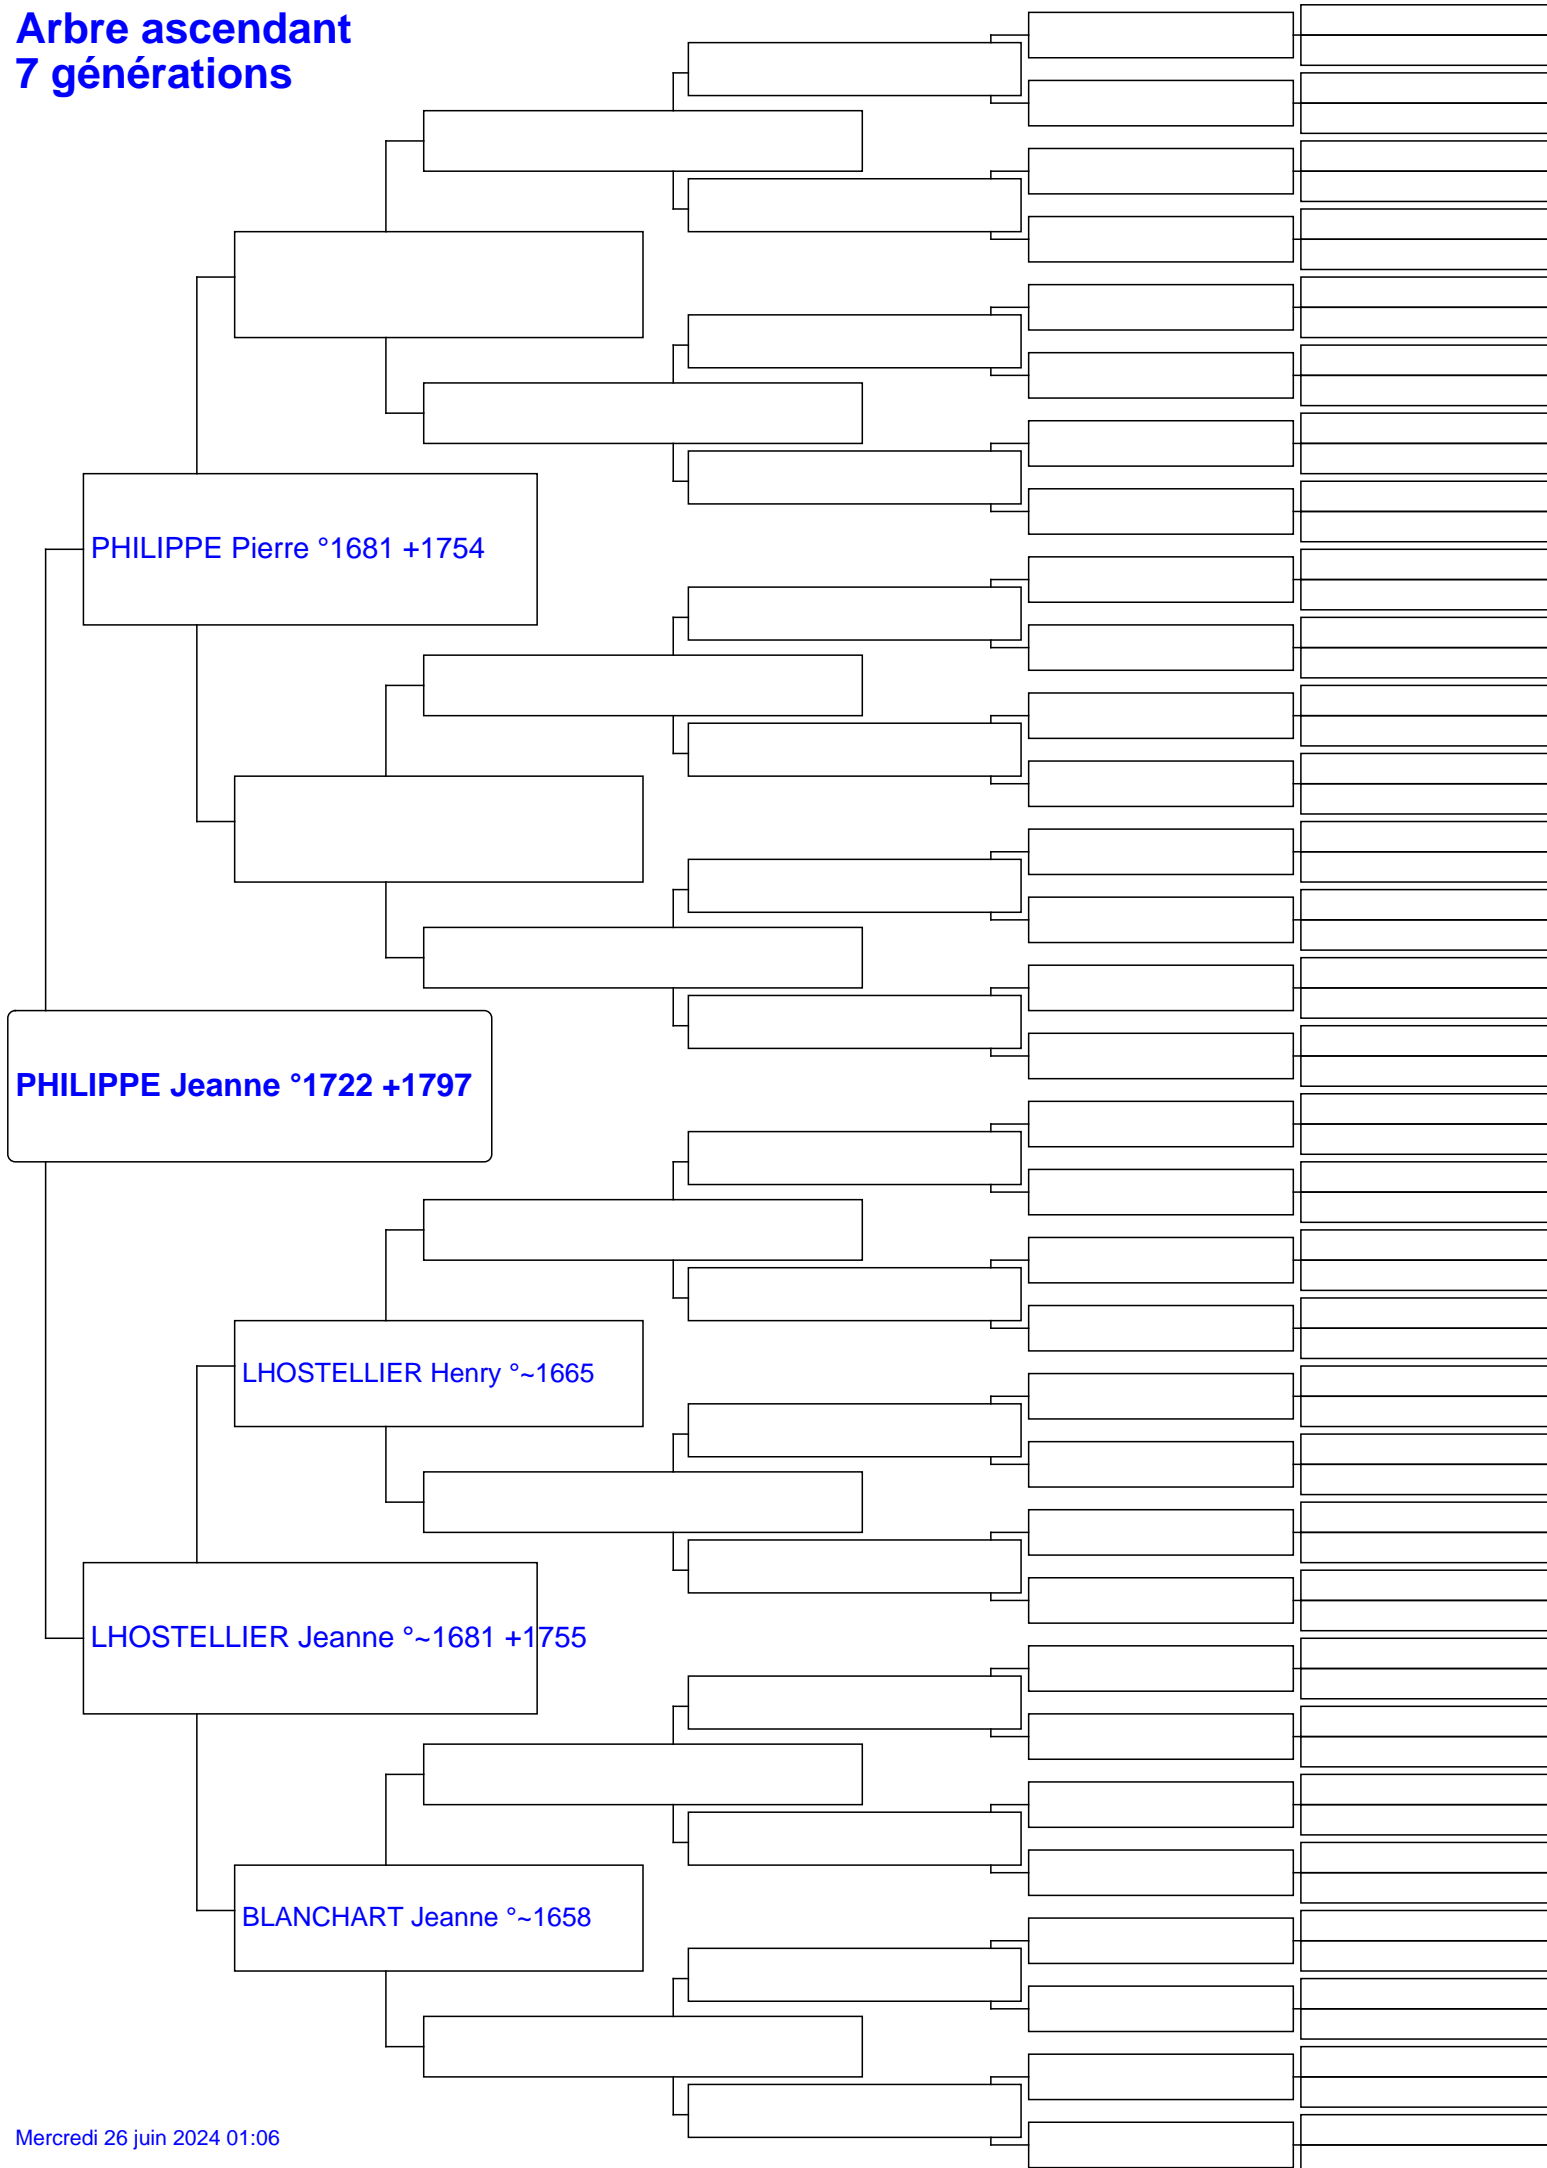 Arbre ascendant
7 générations
PHILIPPE Pierre °1681 +1754
PHILIPPE Jeanne °1722 +1797
LHOSTELLIER Henry °~1665
LHOSTELLIER Jeanne °~1681 +1755
BLANCHART Jeanne °~1658
Mercredi 26 juin 2024 01:06